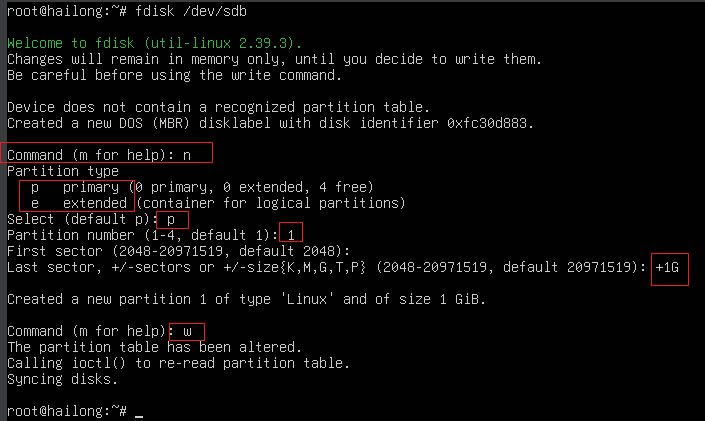 root@hailong:~# fdisk /dev/sdb
Welcome to fdisk (util-linux 2.39.3).
Changes will remain in memory only, until you decide to write them.
Be careful before using the write command.
Device does not contain a recognized partition table.
Created a new DOS (MBR) disklabel with disk identifier 0xfc30d883.
Command (m for help): n
Partition type
p   primary (0 primary, 0 extended, 4 free)
e   extended (container for logical partitions)
Select (default p): p
Partition number (1-4, default 1): 1
First sector (2048-20971519, default 2048):
Last sector, +/-sectors or +/-size{K,M,G,T,P} (2048-20971519, default 20971519): +1G
Created a new partition 1 of type 'Linux' and of size 1 GiB.
Command (m for help): w
The partition table has been altered.
Calling ioctl() to re-read partition table.
Syncing disks.
root@hailong:~# _